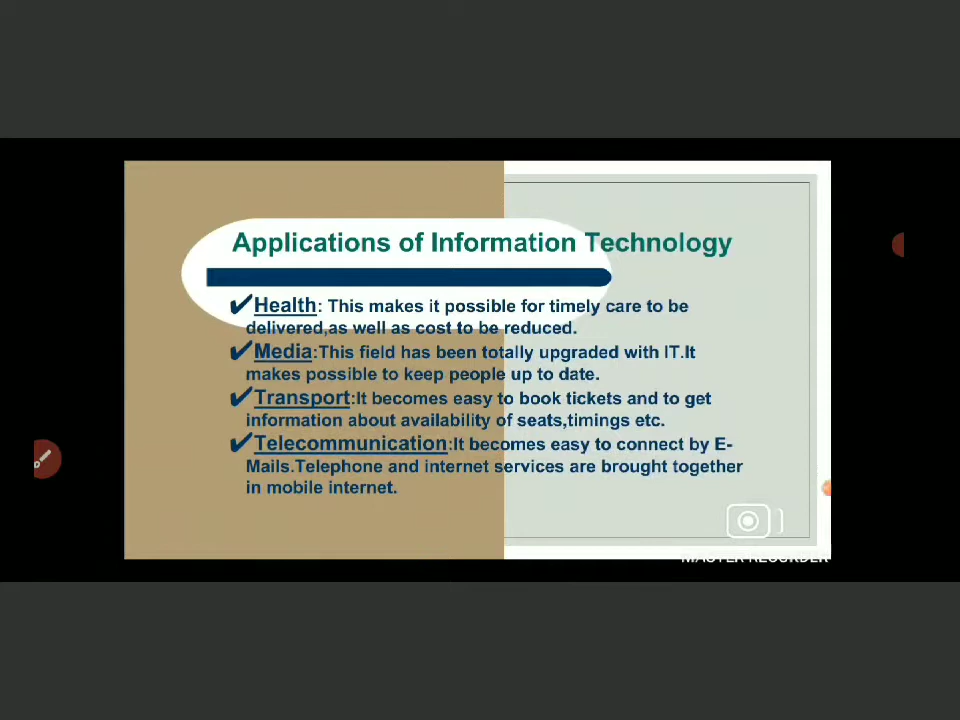 Applications of Information Technology
✔Health: This makes it possible for timely care to be
delivered,as well as cost to be reduced.
✔Media:This field has been totally upgraded with IT.It
makes possible to keep people up to date.
✔Transport:It becomes easy to book tickets and to get
information about availability of seats,timings etc.
✔Telecommunication:It becomes easy to connect by E-
Mails.Telephone and internet services are brought together
in mobile internet.
MASTER RECORDER